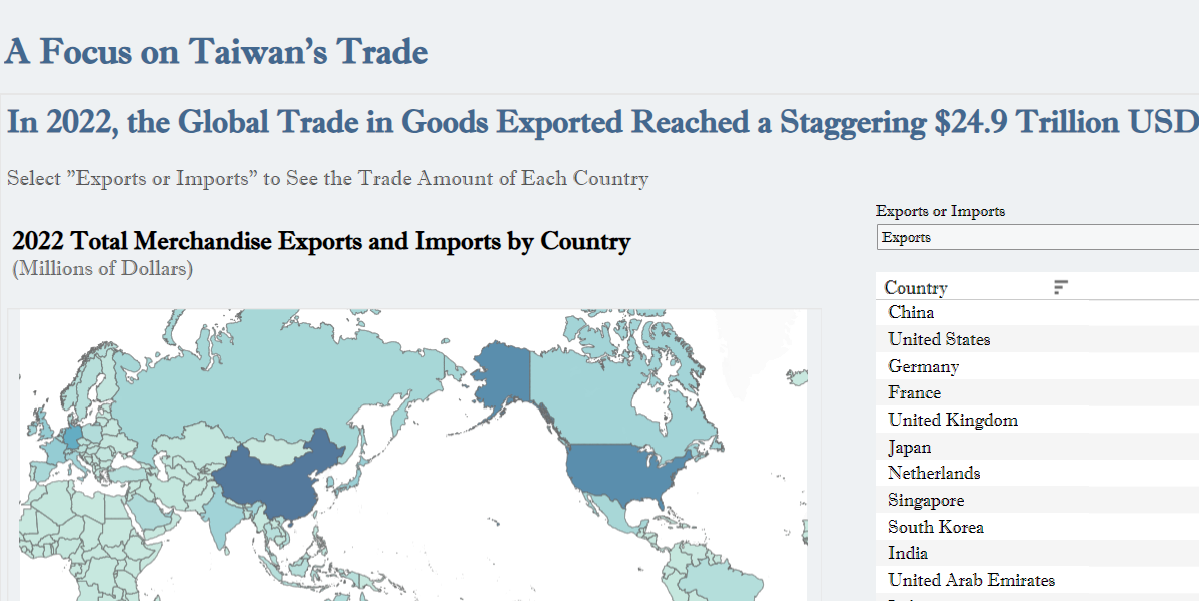 A Focus on Taiwan’s Trade
In 2022, the Global Trade in Goods Exported Reached a Staggering $24.9 Trillion USD
Select ”Exports or Imports” to See the Trade Amount of Each Country
Exports or Imports
Exports
2022 Total Merchandise Exports and Imports by Country
(Millions of Dollars)
Country
China
United States
Germany
France
United Kingdom
Japan
Netherlands
Singapore
South Korea
India
United Arab Emirates